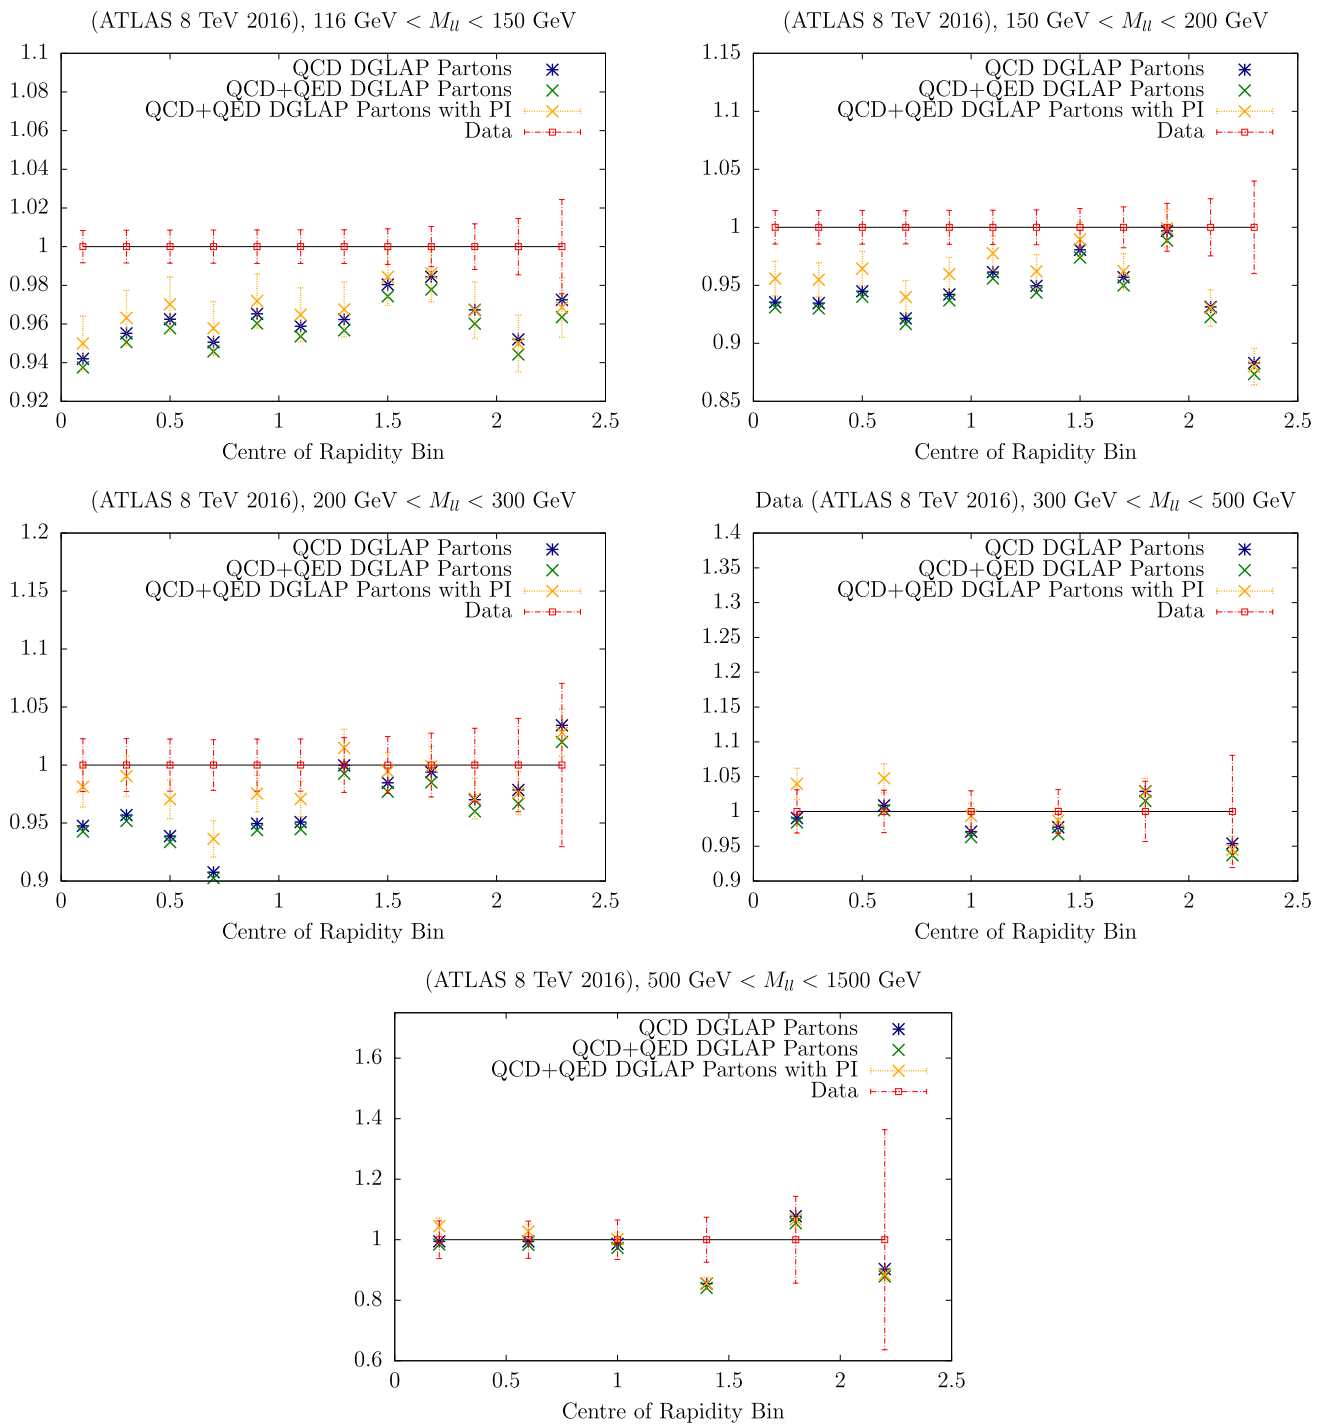 (ATLAS 8 TeV 2016), 116 GeV < M_ll < 150 GeV
1.1
1.08
1.06
1.04
1.02
1
0.98
0.96
0.94
0.92
QCD DGLAP Partons
QCD+QED DGLAP Partons
QCD+QED DGLAP Partons with PI
Data
0 0.5 1 1.5 2 2.5
Centre of Rapidity Bin
(ATLAS 8 TeV 2016), 150 GeV < M_ll < 200 GeV
1.15
1.1
1.05
1
0.95
0.9
0.85
QCD DGLAP Partons
QCD+QED DGLAP Partons
QCD+QED DGLAP Partons with PI
Data
0 0.5 1 1.5 2 2.5
Centre of Rapidity Bin
(ATLAS 8 TeV 2016), 200 GeV < M_ll < 300 GeV
1.2
1.15
1.1
1.05
1
0.95
0.9
QCD DGLAP Partons
QCD+QED DGLAP Partons
QCD+QED DGLAP Partons with PI
Data
0 0.5 1 1.5 2 2.5
Centre of Rapidity Bin
Data (ATLAS 8 TeV 2016), 300 GeV < M_ll < 500 GeV
1.4
1.35
1.3
1.25
1.2
1.15
1.1
1.05
1
0.95
0.9
QCD DGLAP Partons
QCD+QED DGLAP Partons
QCD+QED DGLAP Partons with PI
Data
0 0.5 1 1.5 2 2.5
Centre of Rapidity Bin
(ATLAS 8 TeV 2016), 500 GeV < M_ll < 1500 GeV
1.6
1.4
1.2
1
0.8
0.6
QCD DGLAP Partons
QCD+QED DGLAP Partons
QCD+QED DGLAP Partons with PI
Data
0 0.5 1 1.5 2 2.5
Centre of Rapidity Bin